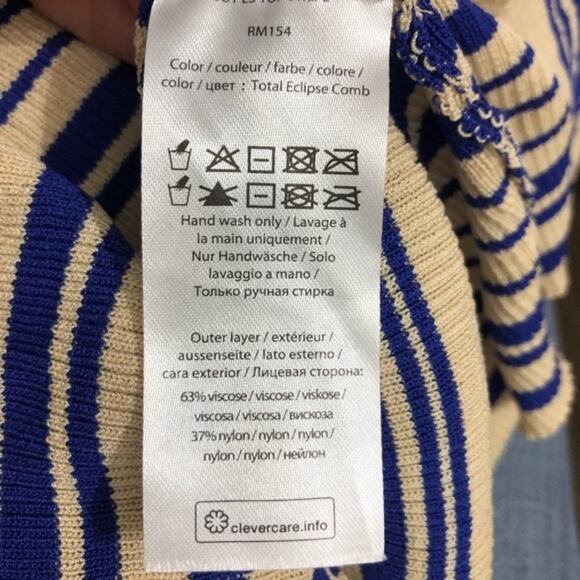 RM154
Color / couleur / farbe / colore /
color / цвет : Total Eclipse Comb
Hand wash only / Lavage à
la main uniquement /
Nur Handwäsche / Solo
lavaggio a mano /
Только ручная стирка
Outer layer / extérieur /
aussenseite / lato esterno /
cara exterior / Лицевая сторона:
63% viscose / viscose / viskose /
viscosa / viscosa / вискоза
37% nylon / nylon / nylon /
nylon / nylon / нейлон
clevercare.info